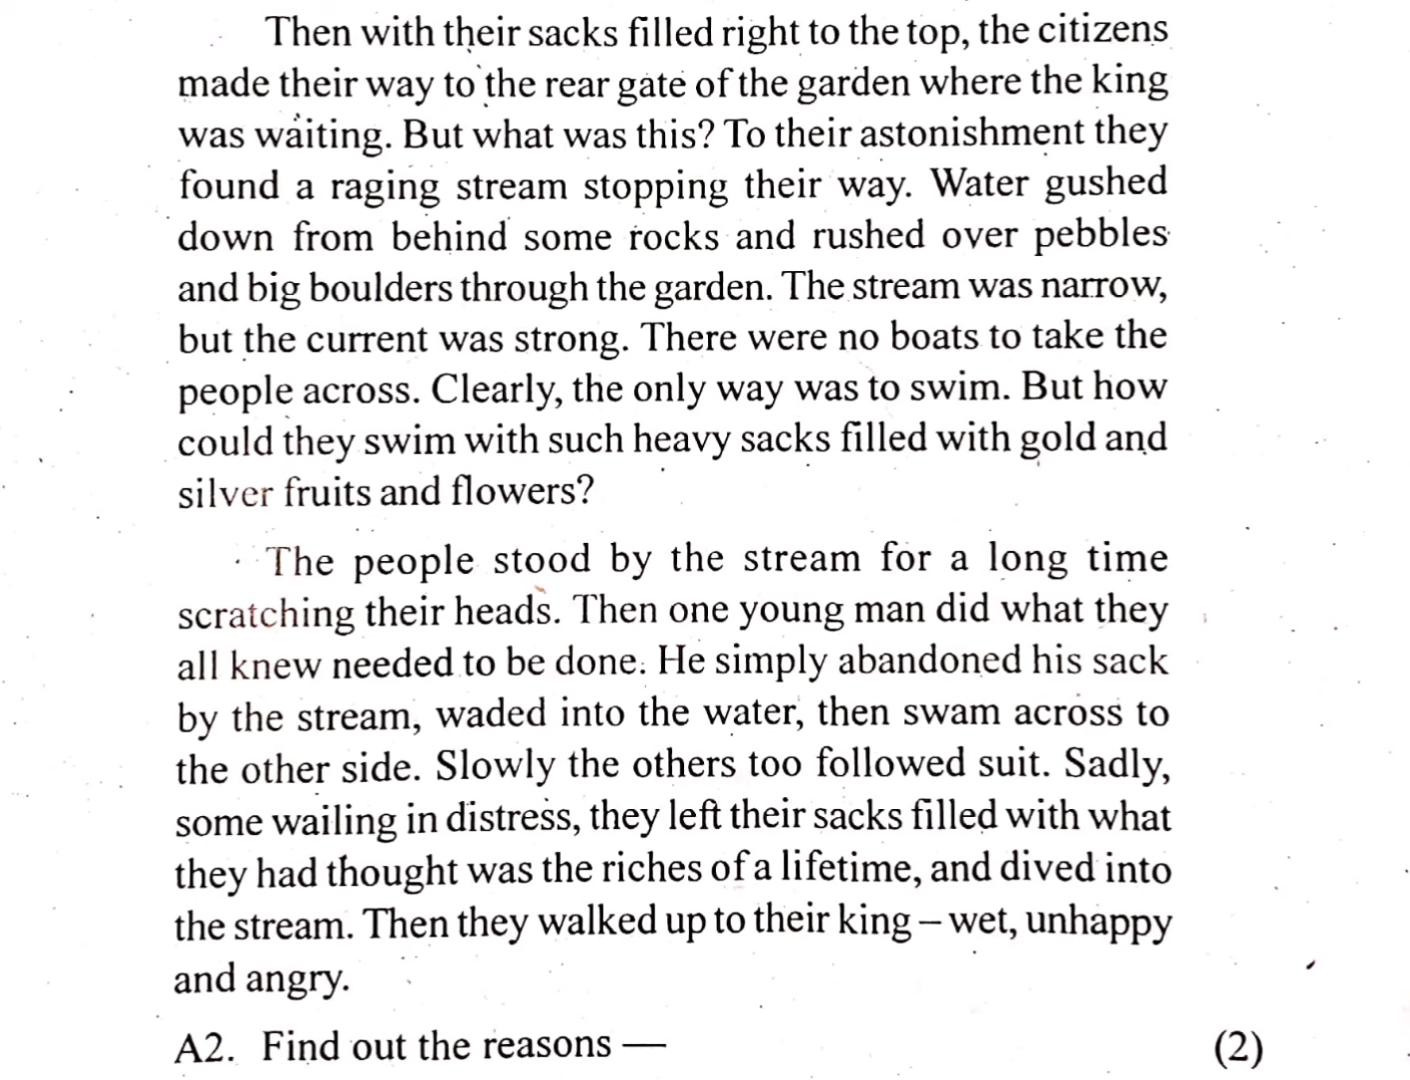 Then with their sacks filled right to the top, the citizens
made their way to the rear gate of the garden where the king
was waiting. But what was this? To their astonishment they
found a raging stream stopping their way. Water gushed
down from behind some rocks and rushed over pebbles
and big boulders through the garden. The stream was narrow,
but the current was strong. There were no boats to take the
people across. Clearly, the only way was to swim. But how
could they swim with such heavy sacks filled with gold and
silver fruits and flowers?
The people stood by the stream for a long time
scratching their heads. Then one young man did what they
all knew needed to be done. He simply abandoned his sack
by the stream, waded into the water, then swam across to
the other side. Slowly the others too followed suit. Sadly,
some wailing in distress, they left their sacks filled with what
they had thought was the riches of a lifetime, and dived into
the stream. Then they walked up to their king – wet, unhappy
and angry.
A2. Find out the reasons — (2)